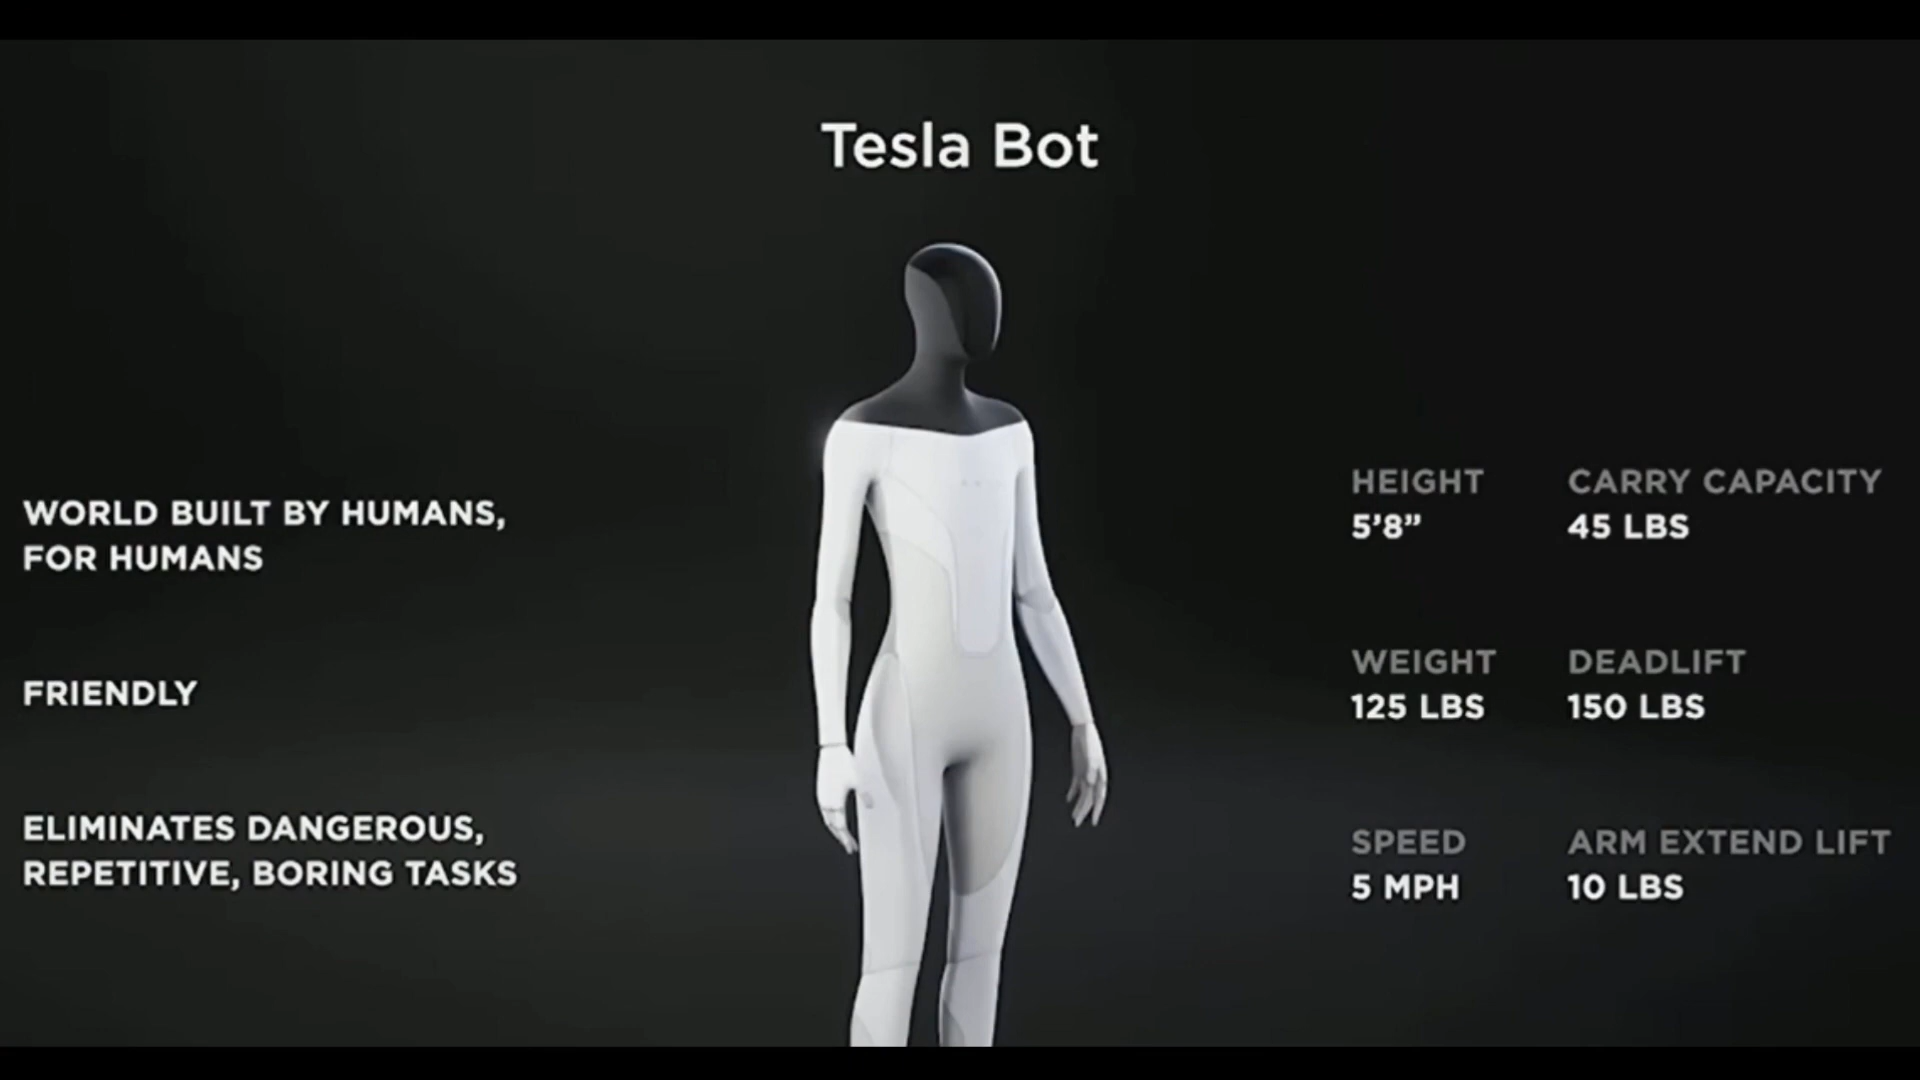 Tesla Bot
WORLD BUILT BY HUMANS,
FOR HUMANS
FRIENDLY
ELIMINATES DANGEROUS,
REPETITIVE, BORING TASKS
HEIGHT
5'8”
CARRY CAPACITY
45 LBS
WEIGHT
125 LBS
DEADLIFT
150 LBS
SPEED
5 MPH
ARM EXTEND LIFT
10 LBS